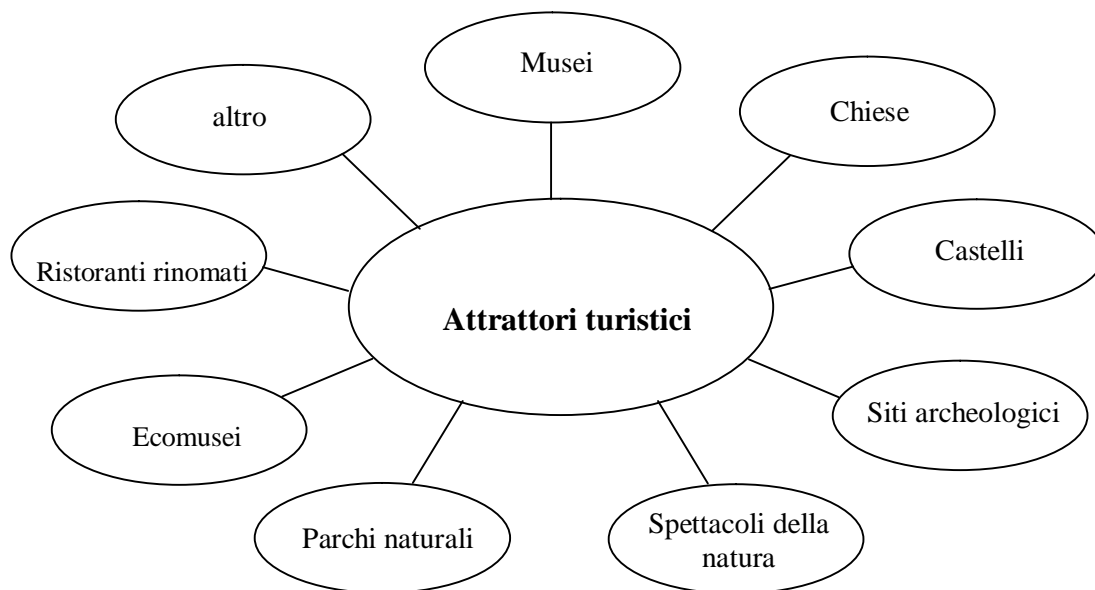 Musei
altro
Chiese
Ristoranti rinomati
Castelli
Attrattori turistici
Ecomusei
Siti archeologici
Parchi naturali
Spettacoli della
natura